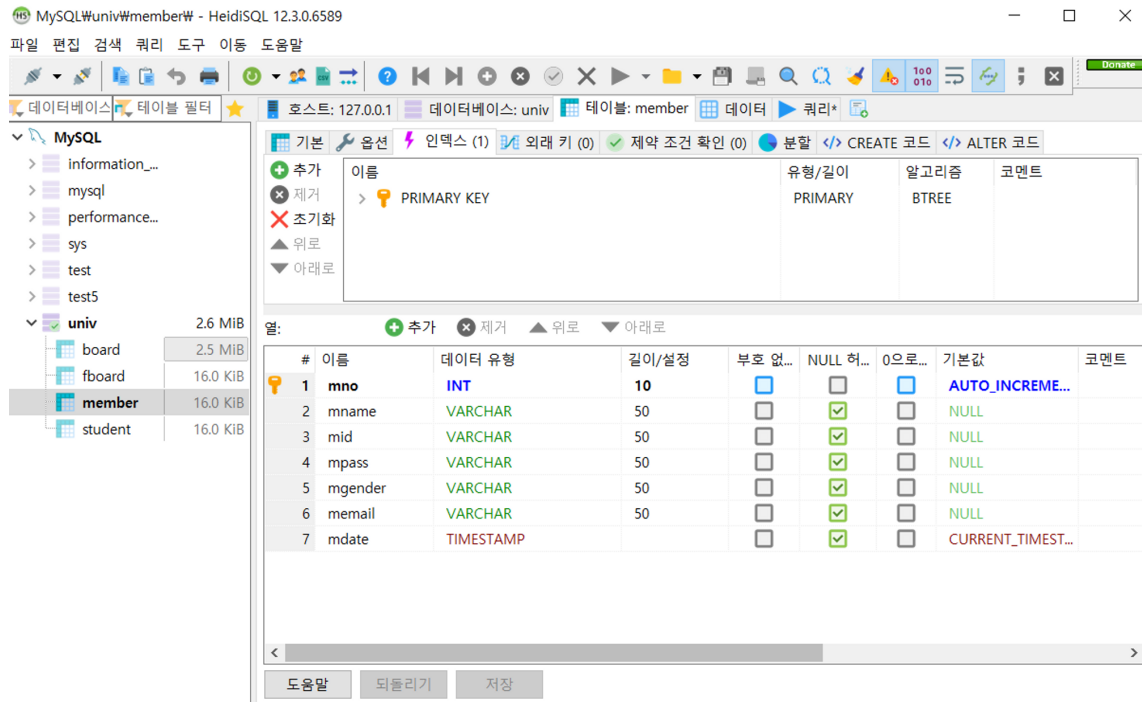 MySQL₩univ₩member₩ - HeidiSQL 12.3.0.6589
파일 편집 검색 쿼리 도구 이동 도움말
Donate
데이터베이스 테이블 필터 호스트: 127.0.0.1 데이터베이스: univ 테이블: member 데이터 쿼리*
MySQL
information_...
mysql
performance...
sys
test
test5
univ 2.6 MiB
board 2.5 MiB
fboard 16.0 KiB
member 16.0 KiB
student 16.0 KiB
기본 옵션 인덱스 (1) 외래 키 (0) 제약 조건 확인 (0) 분할 </> CREATE 코드 </> ALTER 코드
추가
제거
초기화
위로
아래로
이름 유형/길이 알고리즘 코멘트
PRIMARY KEY PRIMARY BTREE
열: 추가 제거 위로 아래로
# 이름 데이터 유형 길이/설정 부호 없... NULL 허... 0으로... 기본값 코멘트
1 mno INT 10 AUTO_INCREME...
2 mname VARCHAR 50 NULL
3 mid VARCHAR 50 NULL
4 mpass VARCHAR 50 NULL
5 mgender VARCHAR 50 NULL
6 memail VARCHAR 50 NULL
7 mdate TIMESTAMP CURRENT_TIMEST...
도움말 되돌리기 저장